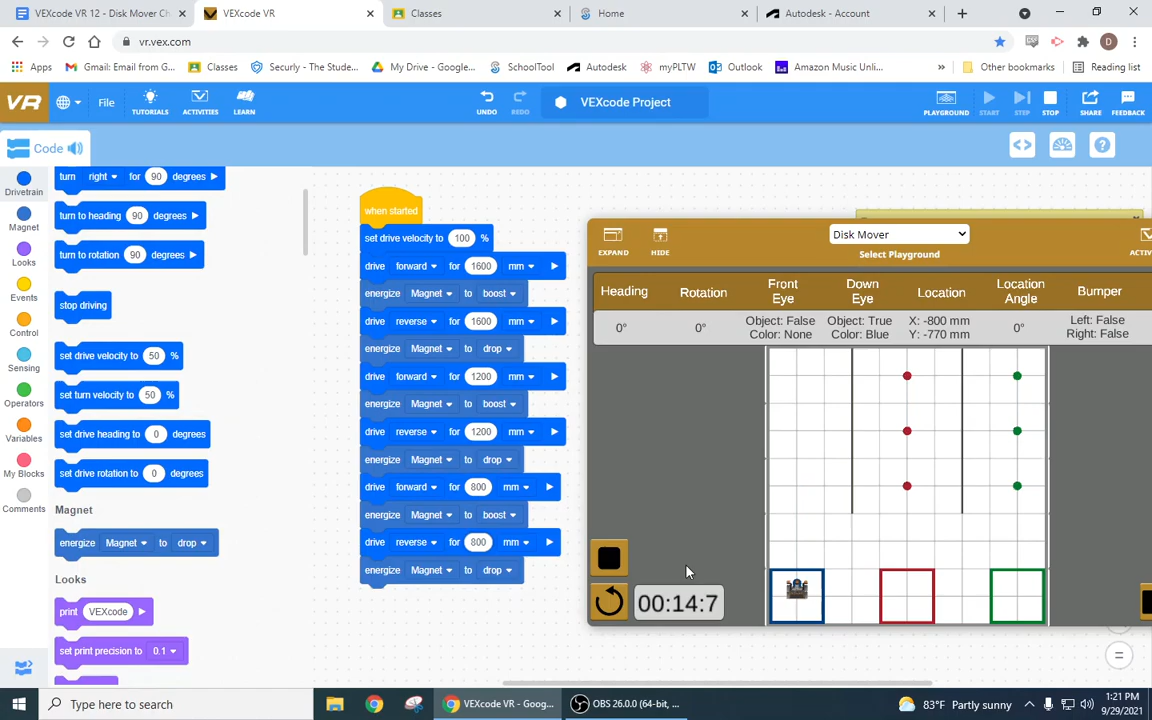 VEXcode VR 12 - Disk Mover Ch
VEXcode VR
Classes
Home
Autodesk - Account
vr.vex.com
D
Apps
Gmail: Email from G...
Classes
Securly - The Stude...
My Drive - Google...
SchoolTool
Autodesk
myPLTW
Outlook
Amazon Music Unli...
»
Other bookmarks
Reading list
VR
File
TUTORIALS
ACTIVITIES
LEARN
UNDO
REDO
VEXcode Project
PLAYGROUND
START
STEP
STOP
SHARE
FEEDBACK
Code
Drivetrain
Magnet
Looks
Events
Control
Sensing
Operators
Variables
My Blocks
Comments
turn right for 90 degrees
turn to heading 90 degrees
turn to rotation 90 degrees
stop driving
set drive velocity to 50 %
set turn velocity to 50 %
set drive heading to 0 degrees
set drive rotation to 0 degrees
Magnet
energize Magnet to drop
Looks
print VEXcode
set print precision to 0.1
when started
set drive velocity to 100 %
drive forward for 1600 mm
energize Magnet to boost
drive reverse for 1600 mm
energize Magnet to drop
drive forward for 1200 mm
energize Magnet to boost
drive reverse for 1200 mm
energize Magnet to drop
drive forward for 800 mm
energize Magnet to boost
drive reverse for 800 mm
energize Magnet to drop
EXPAND
HIDE
Disk Mover
Select Playground
ACTIV
Heading
Rotation
Front Eye
Down Eye
Location
Location Angle
Bumper
0°
0°
Object: False
Color: None
Object: True
Color: Blue
X: -800 mm
Y: -770 mm
0°
Left: False
Right: False
00:14:7
Type here to search
VEXcode VR - Goog...
OBS 26.0.0 (64-bit, ...
83°F Partly sunny
1:21 PM
9/29/2021